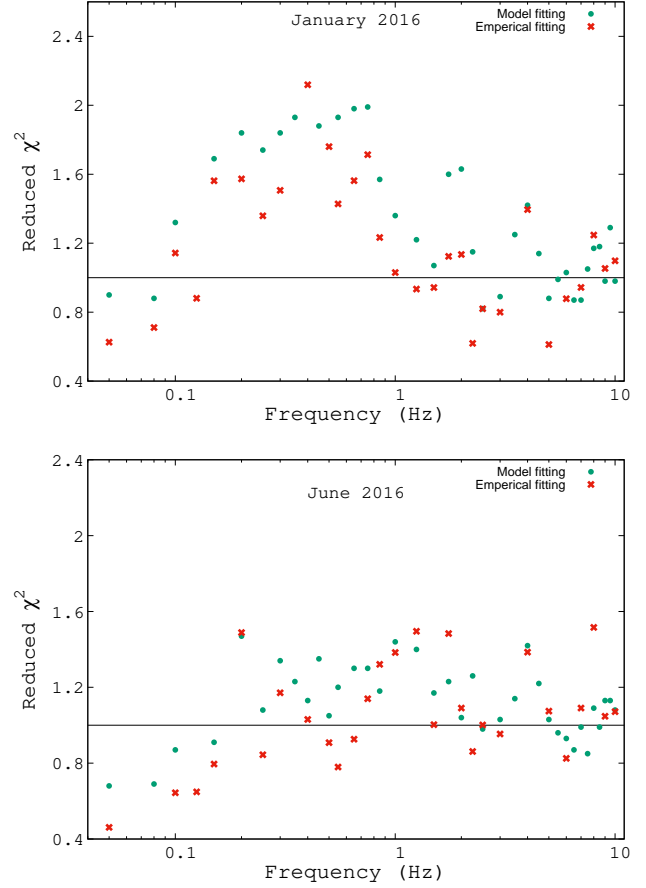 January 2016
Model fitting
Emperical fitting
2.4
2
1.6
1.2
0.8
0.4
Reduced χ²
0.1
1
10
Frequency (Hz)
June 2016
Model fitting
Emperical fitting
2.4
2
1.6
1.2
0.8
0.4
Reduced χ²
0.1
1
10
Frequency (Hz)